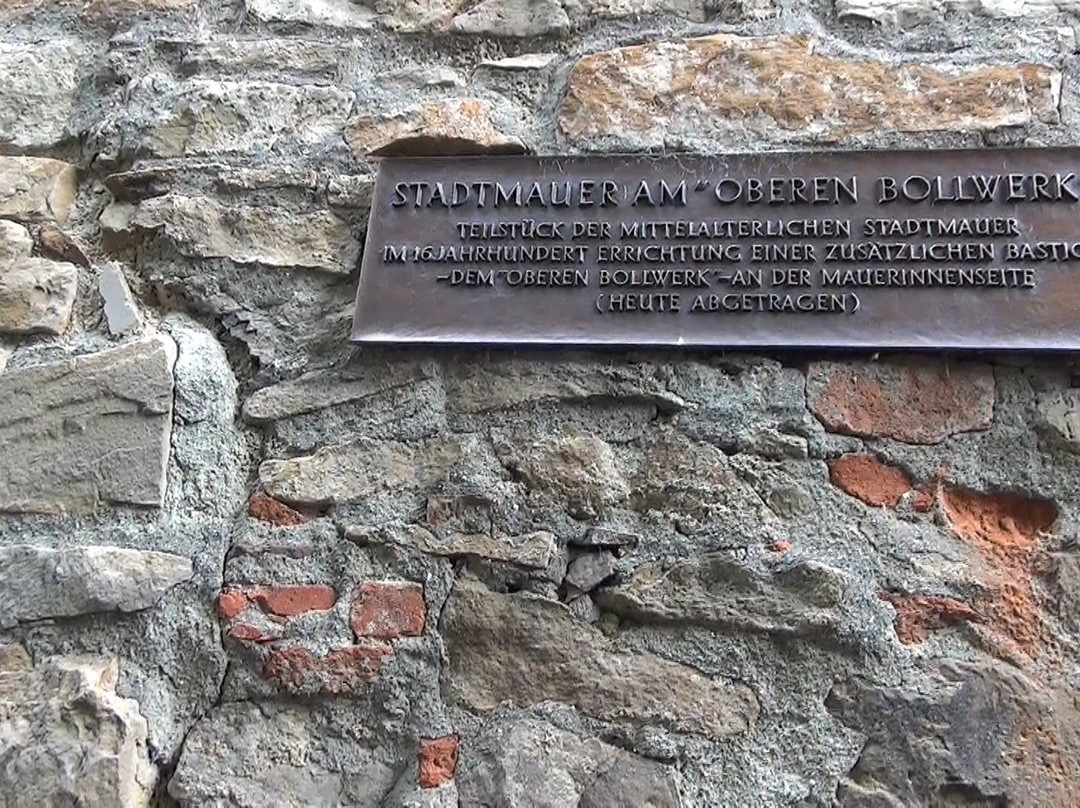 STADTMAUER AM "OBEREN BOLLWERK
TEILSTÜCK DER MITTELALTERLICHEN STADTMAUER
IM 16.JAHRHUNDERT ERRICHTUNG EINER ZUSÄTZLICHEN BASTIO
-DEM "OBEREN BOLLWERK"-AN DER MAUERINNENSEITE
(HEUTE ABGETRAGEN)